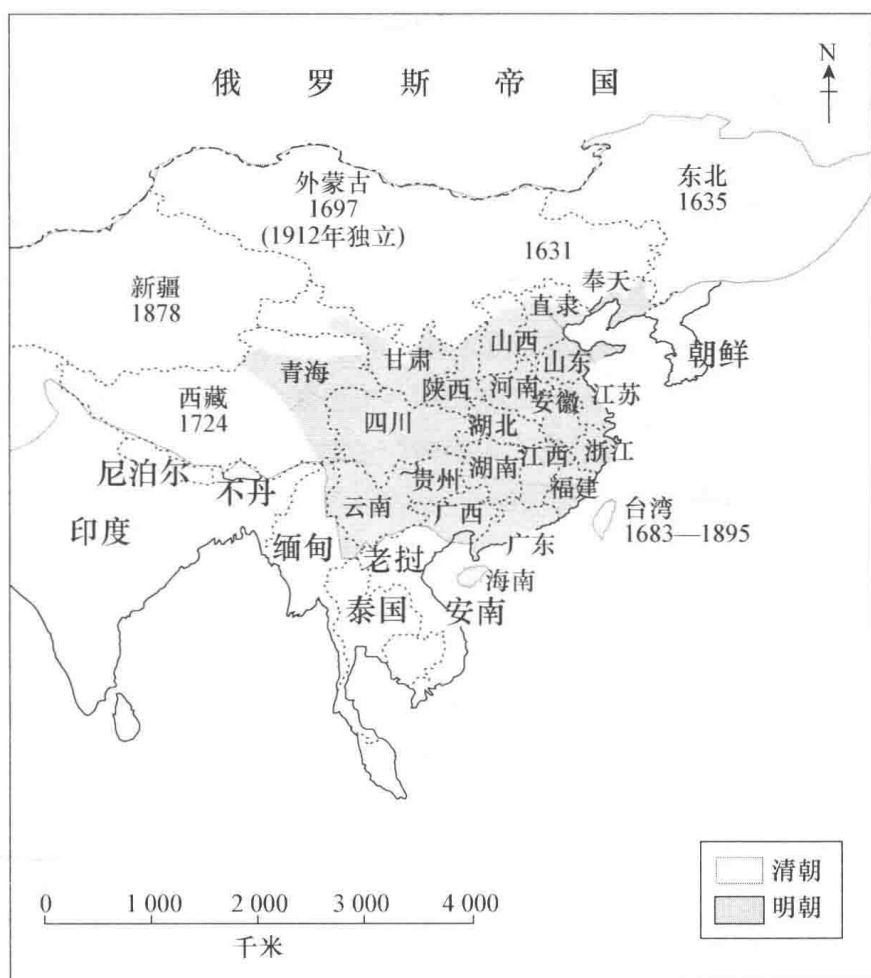 N
俄罗斯帝国
外蒙古
1697
(1912年独立)
东北
1635
1631
奉天
新疆
1878
直隶
山西
山东
朝鲜
青海
甘肃
陕西
河南
安徽
江苏
西藏
1724
四川
湖北
江西
浙江
尼泊尔
不丹
贵州
湖南
福建
云南
广西
台湾
1683—1895
印度
缅甸
老挝
广东
海南
泰国
安南
清朝
明朝
0 1 000 2 000 3 000 4 000
千米